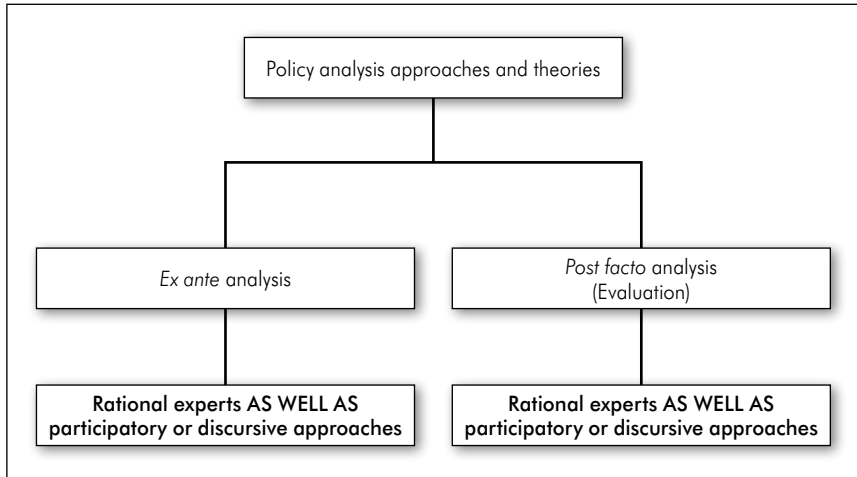 Policy analysis approaches and theories
Ex ante analysis
Post facto analysis
(Evaluation)
Rational experts AS WELL AS
participatory or discursive approaches
Rational experts AS WELL AS
participatory or discursive approaches